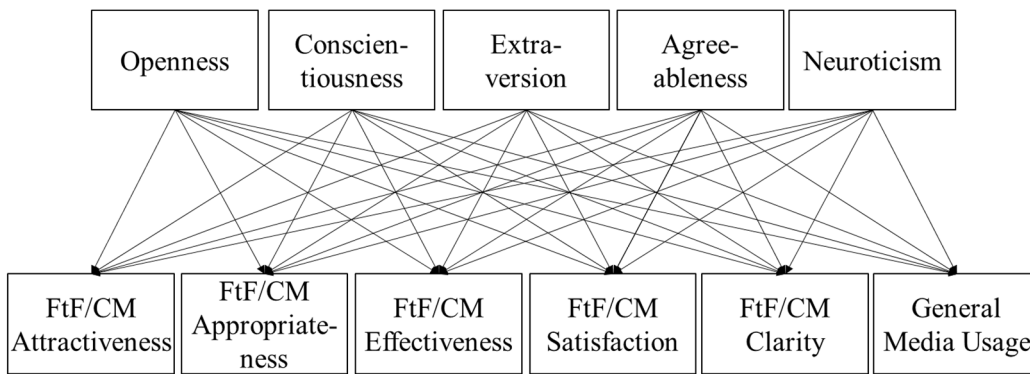 Openness
Conscien-
tiousness
Extra-
version
Agree-
ableness
Neuroticism
FtF/CM
Attractiveness
FtF/CM
Appropriate-
ness
FtF/CM
Effectiveness
FtF/CM
Satisfaction
FtF/CM
Clarity
General
Media Usage